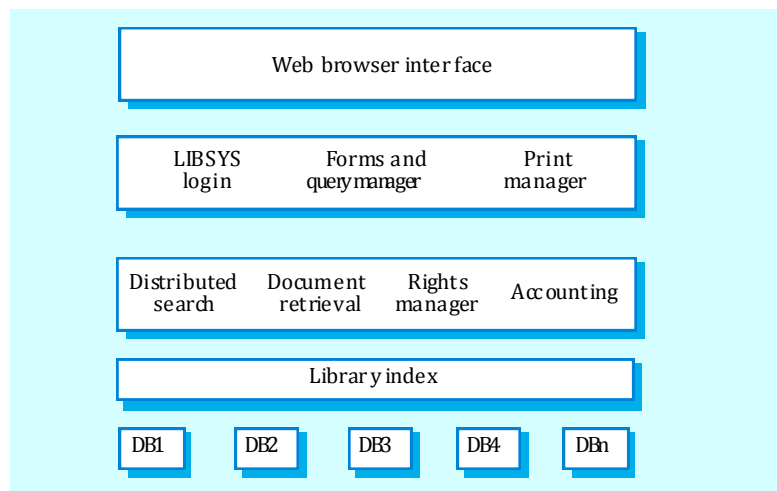 Web browser interface
LIBSYS login
Forms and query manager
Print manager
Distributed search
Document retrieval
Rights manager
Accounting
Library index
DB1 DB2 DB3 DB4 DBn